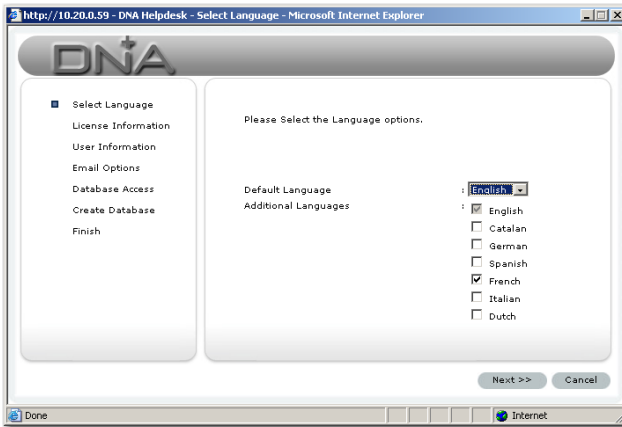 http://10.20.0.59 - DNA Helpdesk - Select Language - Microsoft Internet Explorer
DNA
Select Language
License Information
User Information
Email Options
Database Access
Create Database
Finish
Please Select the Language options.
Default Language : English
Additional Languages : English
Catalan
German
Spanish
French
Italian
Dutch
Next >> Cancel
Done Internet